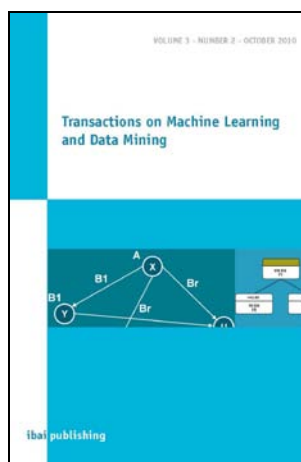 VOLUME 3 - NUMBER 2 - OCTOBER 2010
Transactions on Machine Learning
and Data Mining
A
X
B1
Br
B1
Br
Y
ibai publishing